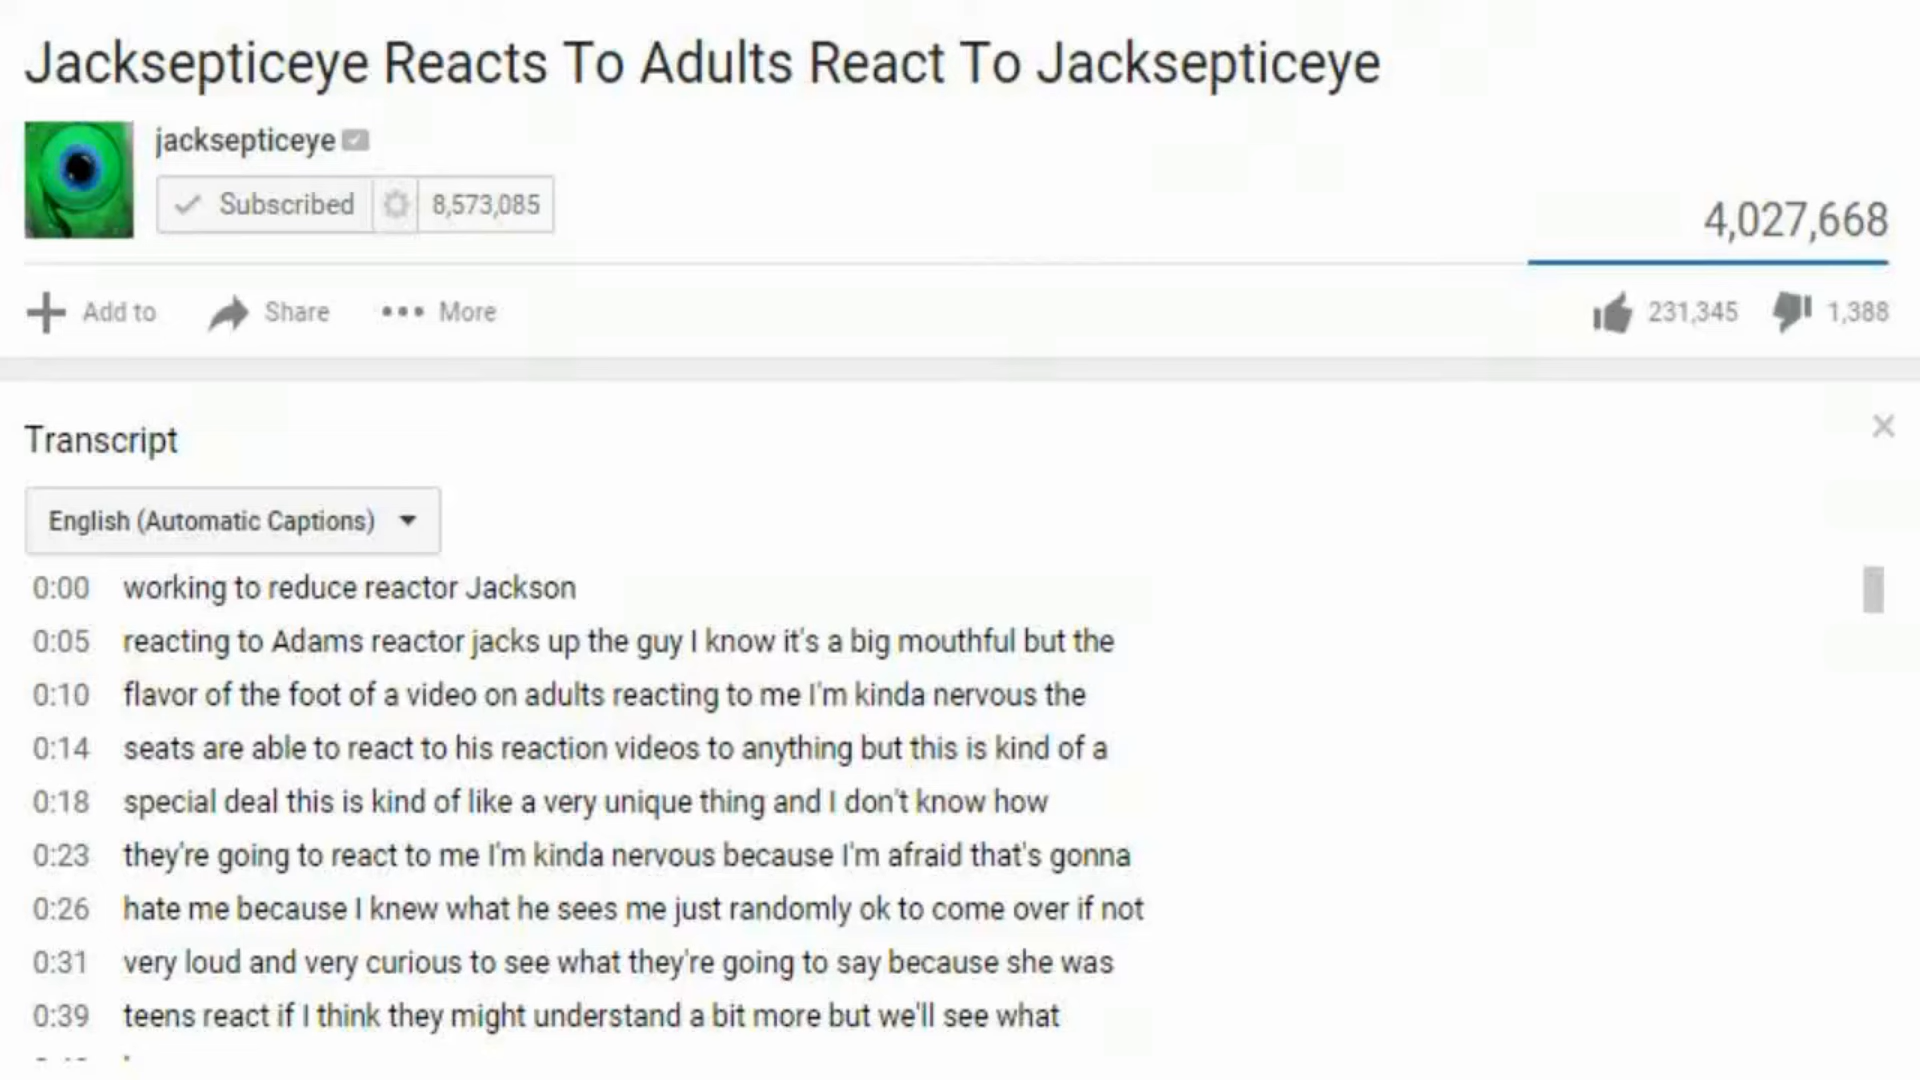 Jacksepticeye Reacts To Adults React To Jacksepticeye
jacksepticeye
Subscribed 8,573,085
4,027,668
Add to Share More 231,345 1,388
Transcript
English (Automatic Captions)
0:00 working to reduce reactor Jackson
0:05 reacting to Adams reactor jacks up the guy I know it's a big mouthful but the
0:10 flavor of the foot of a video on adults reacting to me I'm kinda nervous the
0:14 seats are able to react to his reaction videos to anything but this is kind of a
0:18 special deal this is kind of like a very unique thing and I don't know how
0:23 they're going to react to me I'm kinda nervous because I'm afraid that's gonna
0:26 hate me because I knew what he sees me just randomly ok to come over if not
0:31 very loud and very curious to see what they're going to say because she was
0:39 teens react if I think they might understand a bit more but we'll see what